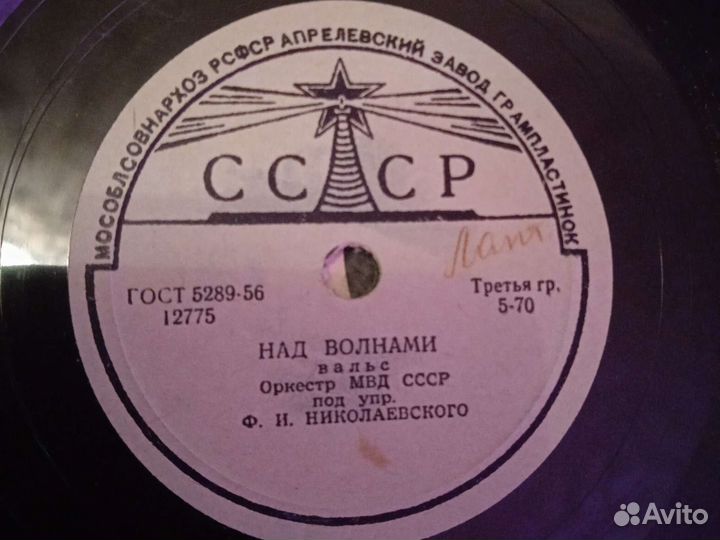 МОСОБЛСОВНАРХОЗ РСФСР АПРЕЛЕВСКИЙ ЗАВОД ГРАМПЛАСТИНОК
СССР
ГОСТ 5289-56
12775
Третья гр.
5-70
НАД ВОЛНАМИ
вальс
Оркестр МВД СССР
под упр.
Ф. И. НИКОЛАЕВСКОГО
Avito